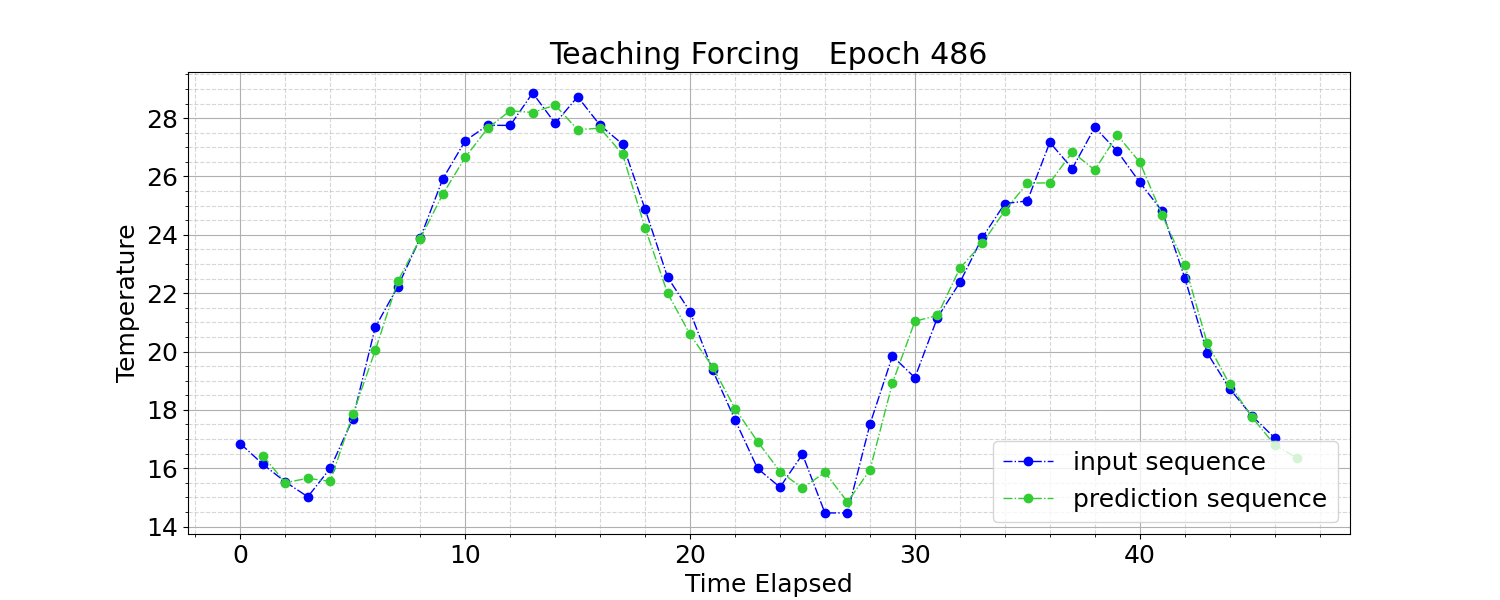 Teaching Forcing   Epoch 486
28
26
24
22
20
18
16
14
Temperature
0
10
20
30
40
Time Elapsed
input sequence
prediction sequence